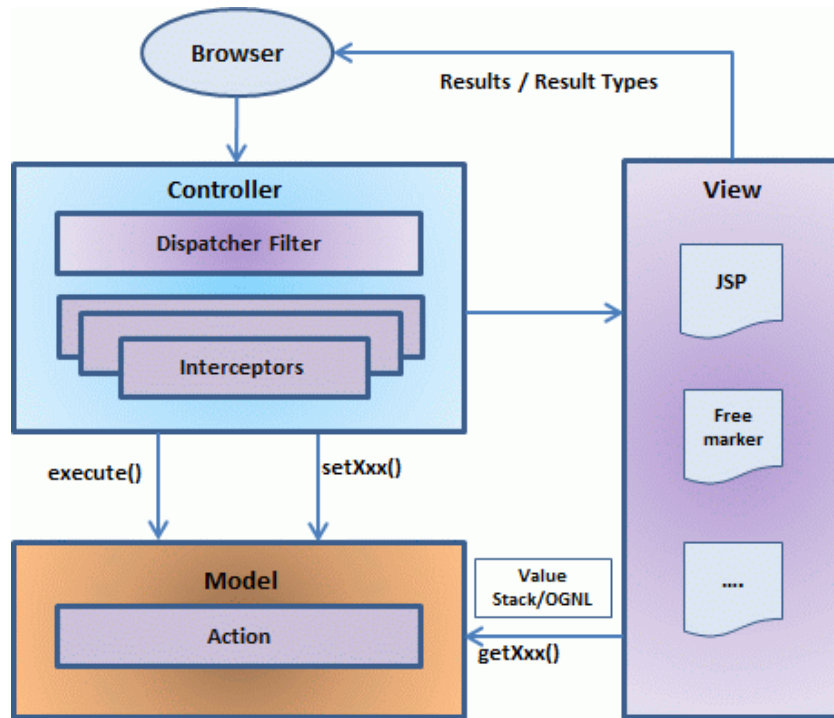 Browser
Results / Result Types
Controller
Dispatcher Filter
Interceptors
execute()
setXxx()
Model
Action
Value
Stack/OGNL
getXxx()
View
JSP
Free
marker
....